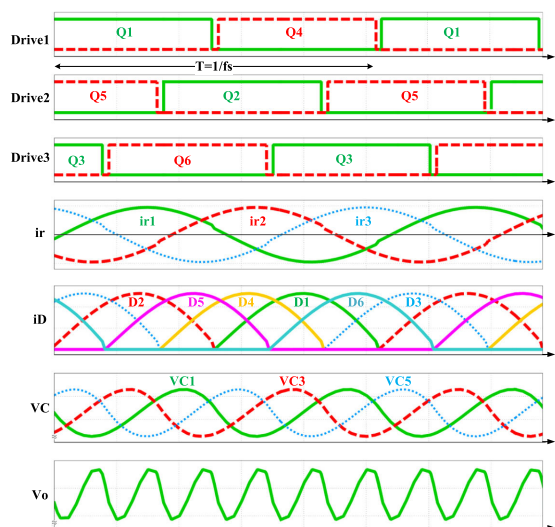 Drive1 Q1 Q4 Q1
T=1/fs
Drive2 Q5 Q2 Q5
Drive3 Q3 Q6 Q3
ir ir1 ir2 ir3
iD D2 D5 D4 D1 D6 D3
VC VC1 VC3 VC5
Vo